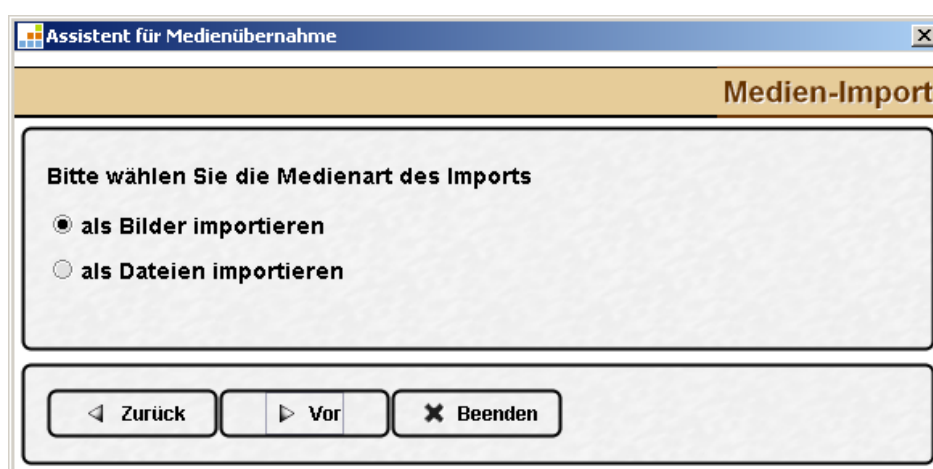 Assistent für Medienübernahme
Medien-Import
Bitte wählen Sie die Medienart des Imports
als Bilder importieren
als Dateien importieren
Zurück Vor Beenden